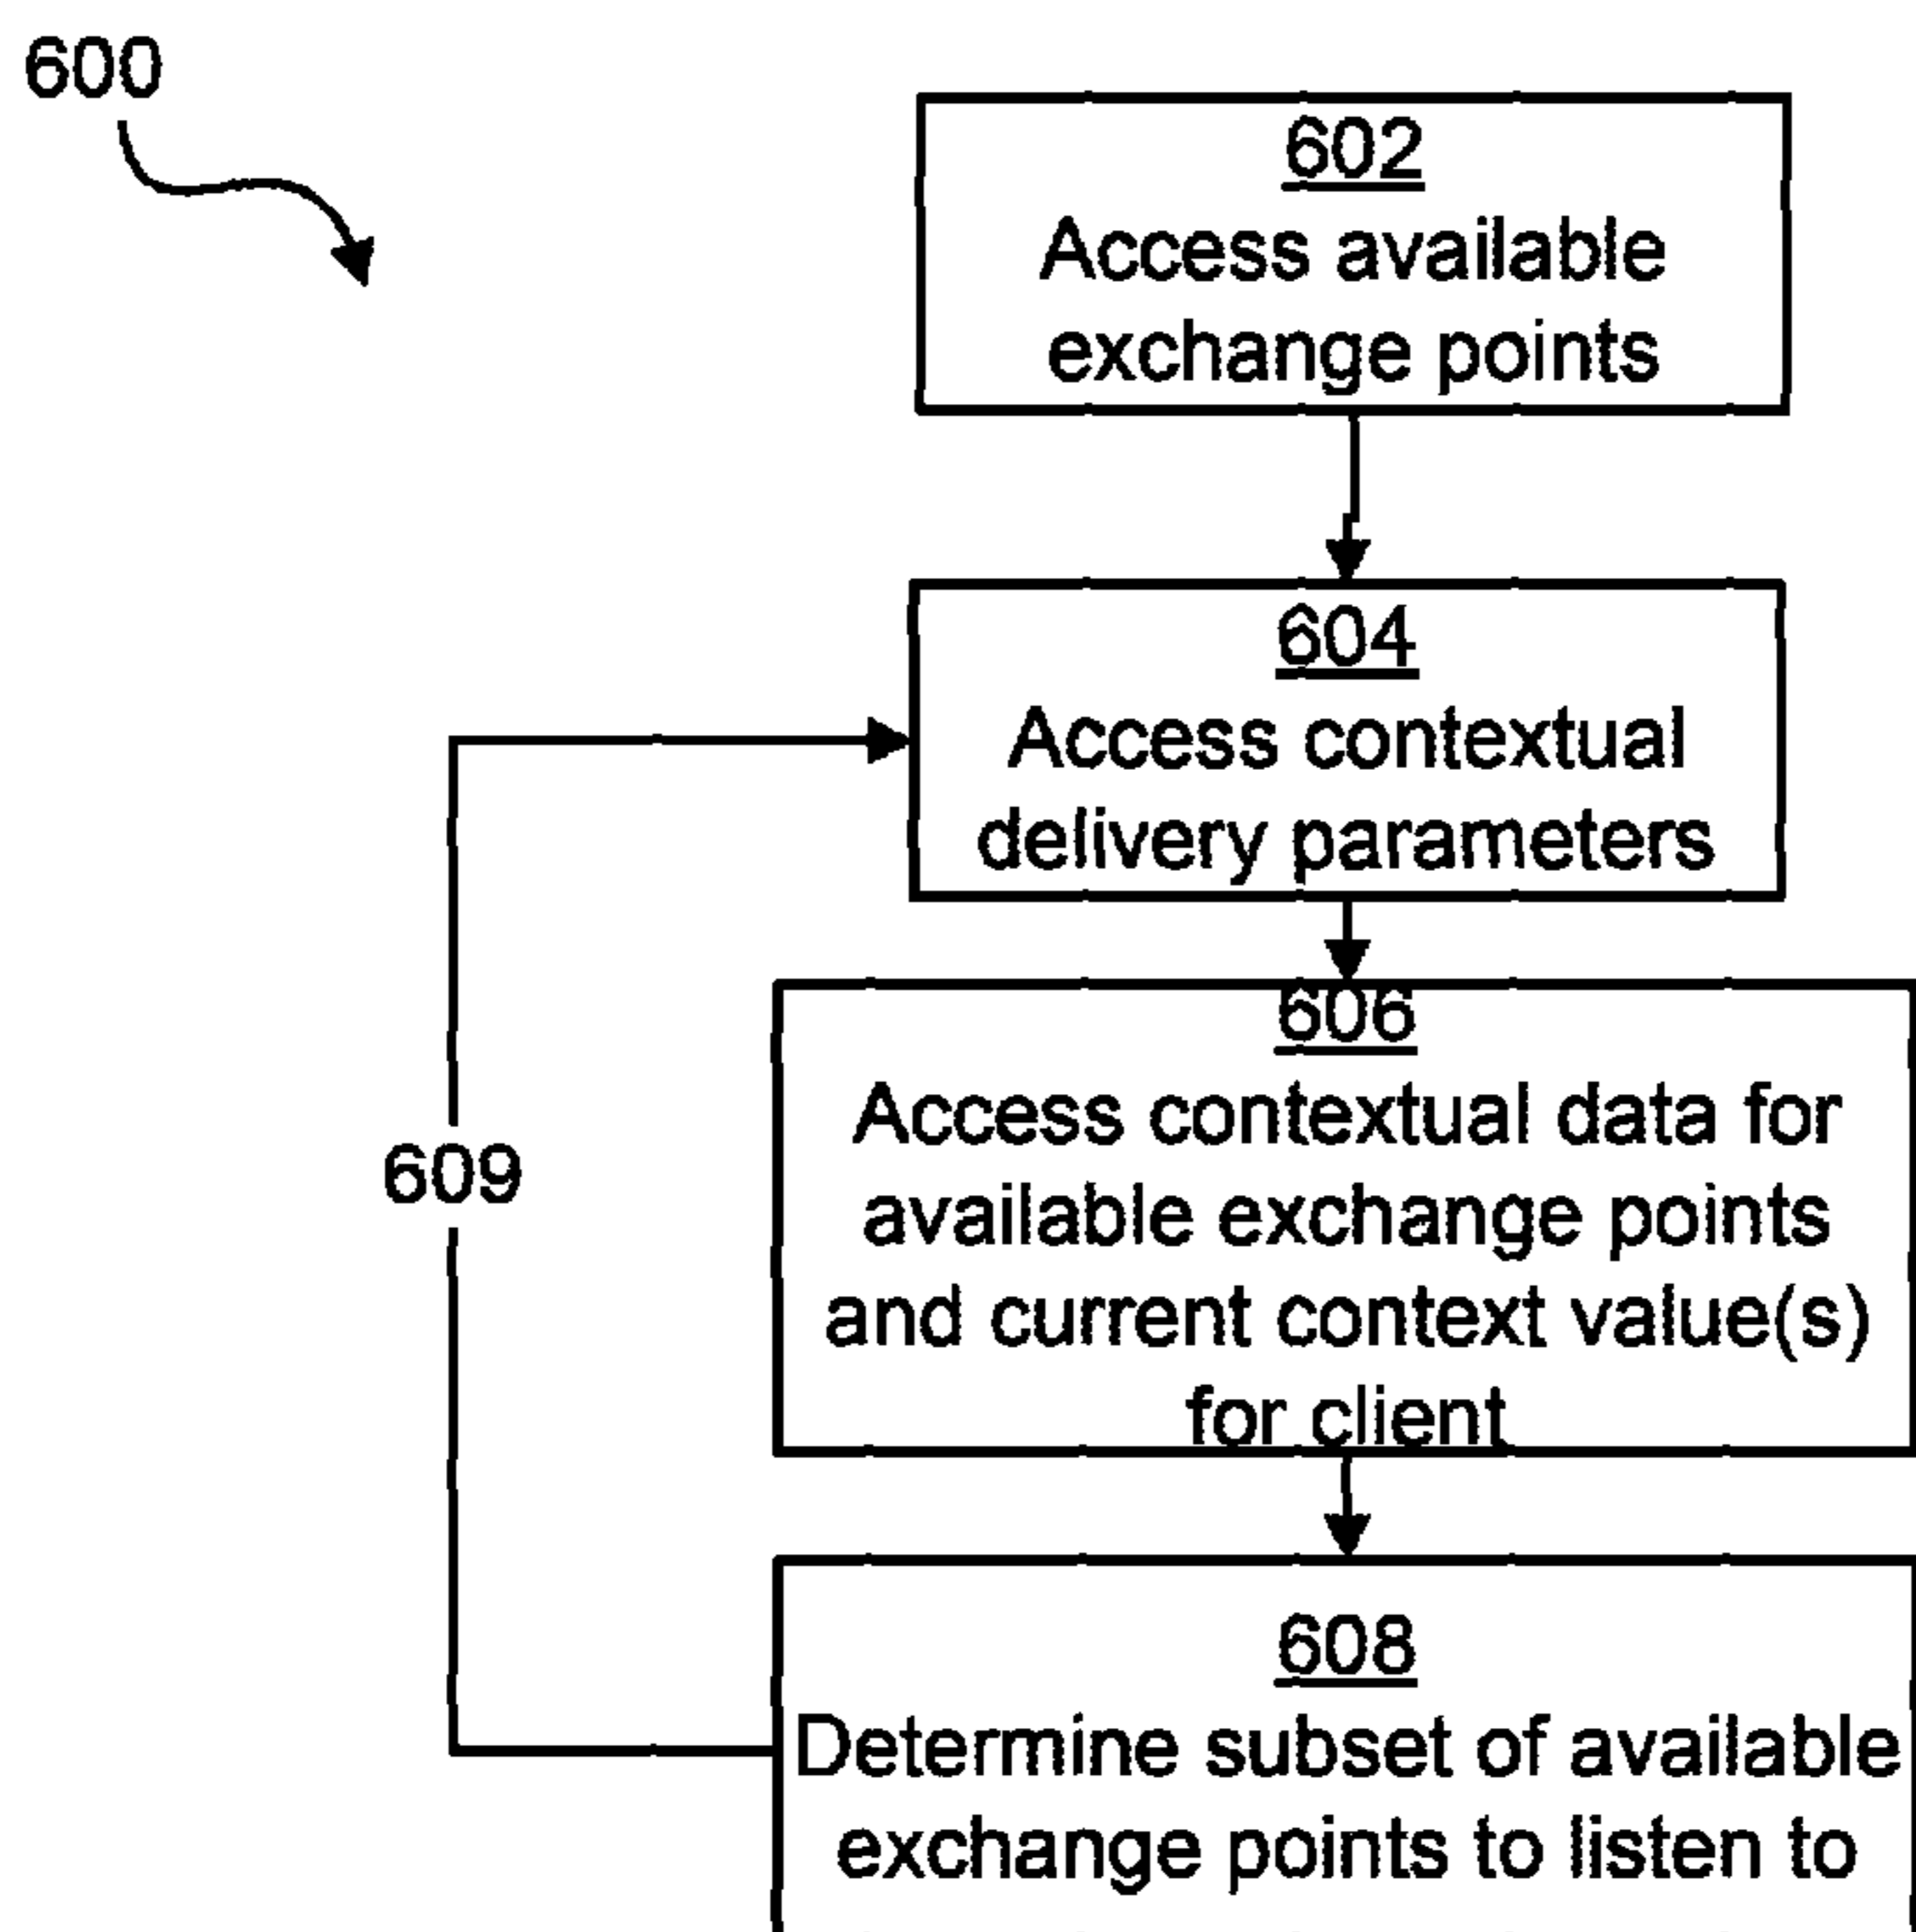 600
602
Access available
exchange points
604
Access contextual
delivery parameters
606
Access contextual data for
available exchange points
and current context value(s)
for client
609
608
Determine subset of available
exchange points to listen to